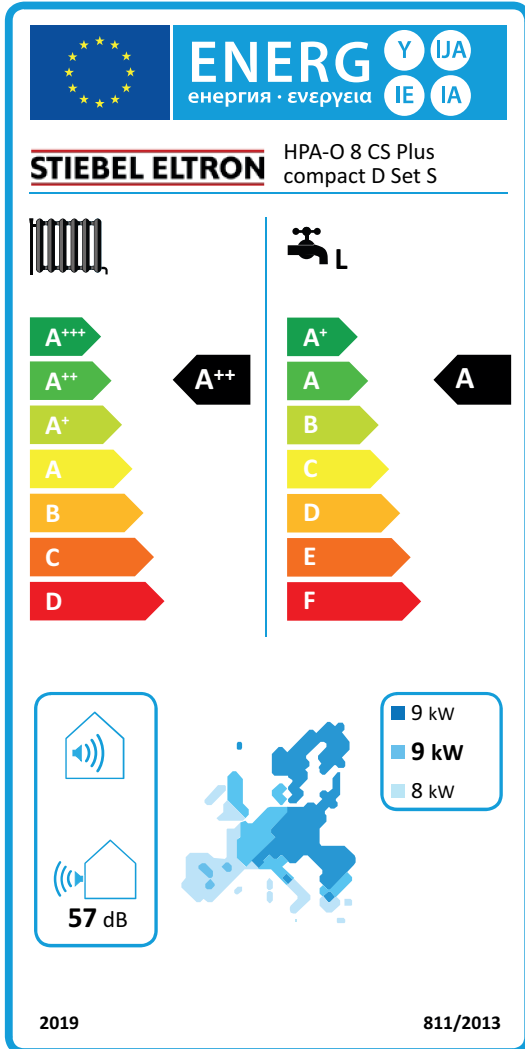 ENERG
Y IJA
IE IA
енергия · ενεργεια
STIEBEL ELTRON
HPA-O 8 CS Plus
compact D Set S
L
A+++
A++
A+
A
B
C
D
A++
A+
A
B
C
D
E
F
A
57 dB
9 kW
9 kW
8 kW
2019
811/2013